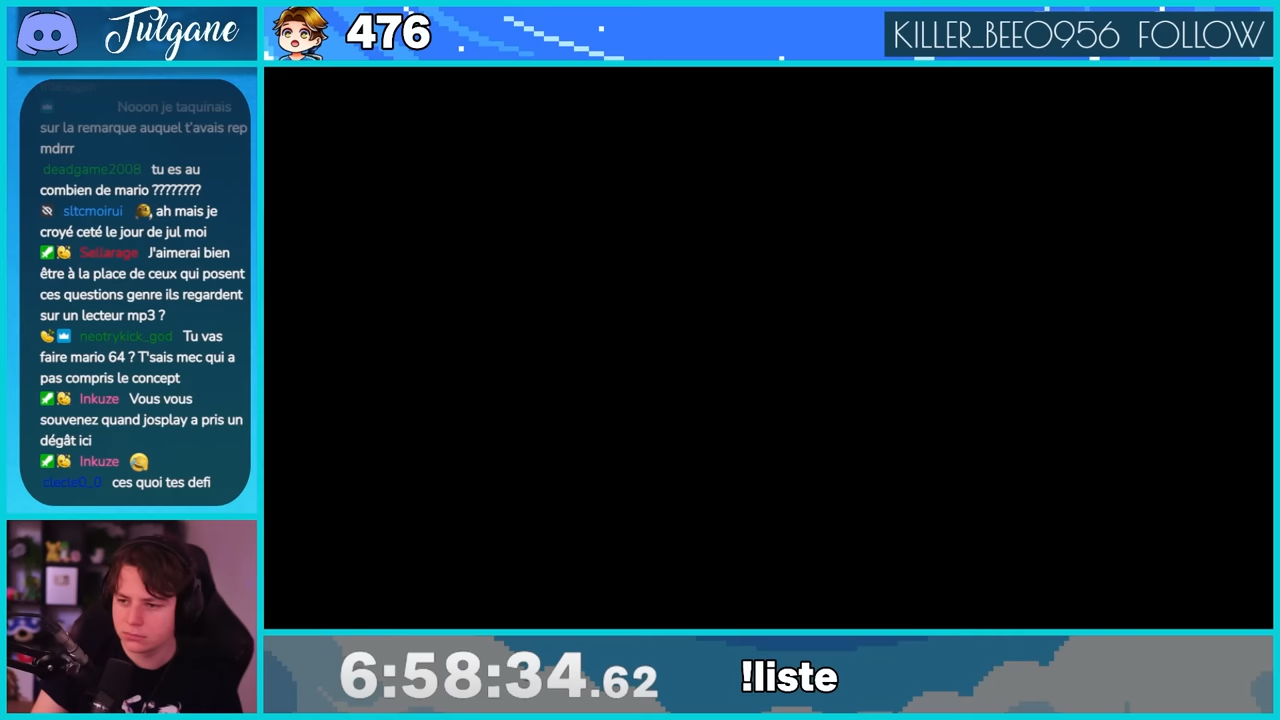 Julgane
476
KILLER_BEE0956 FOLLOW
Nooon je taquinais
sur la remarque auquel t'avais rep
mdrrr
deadgame2008 tu es au
combien de mario ????????
sltcmoirui , ah mais je
croyé ceté le jour de jul moi
Sellarage J'aimerai bien
être à la place de ceux qui posent
ces questions genre ils regardent
sur un lecteur mp3 ?
neotrykick_god Tu vas
faire mario 64 ? T'sais mec qui a
pas compris le concept
Inkuze Vous vous
souvenez quand josplay a pris un
dégât ici
Inkuze
clecle0_0 ces quoi tes defi
6:58:34.62
!liste